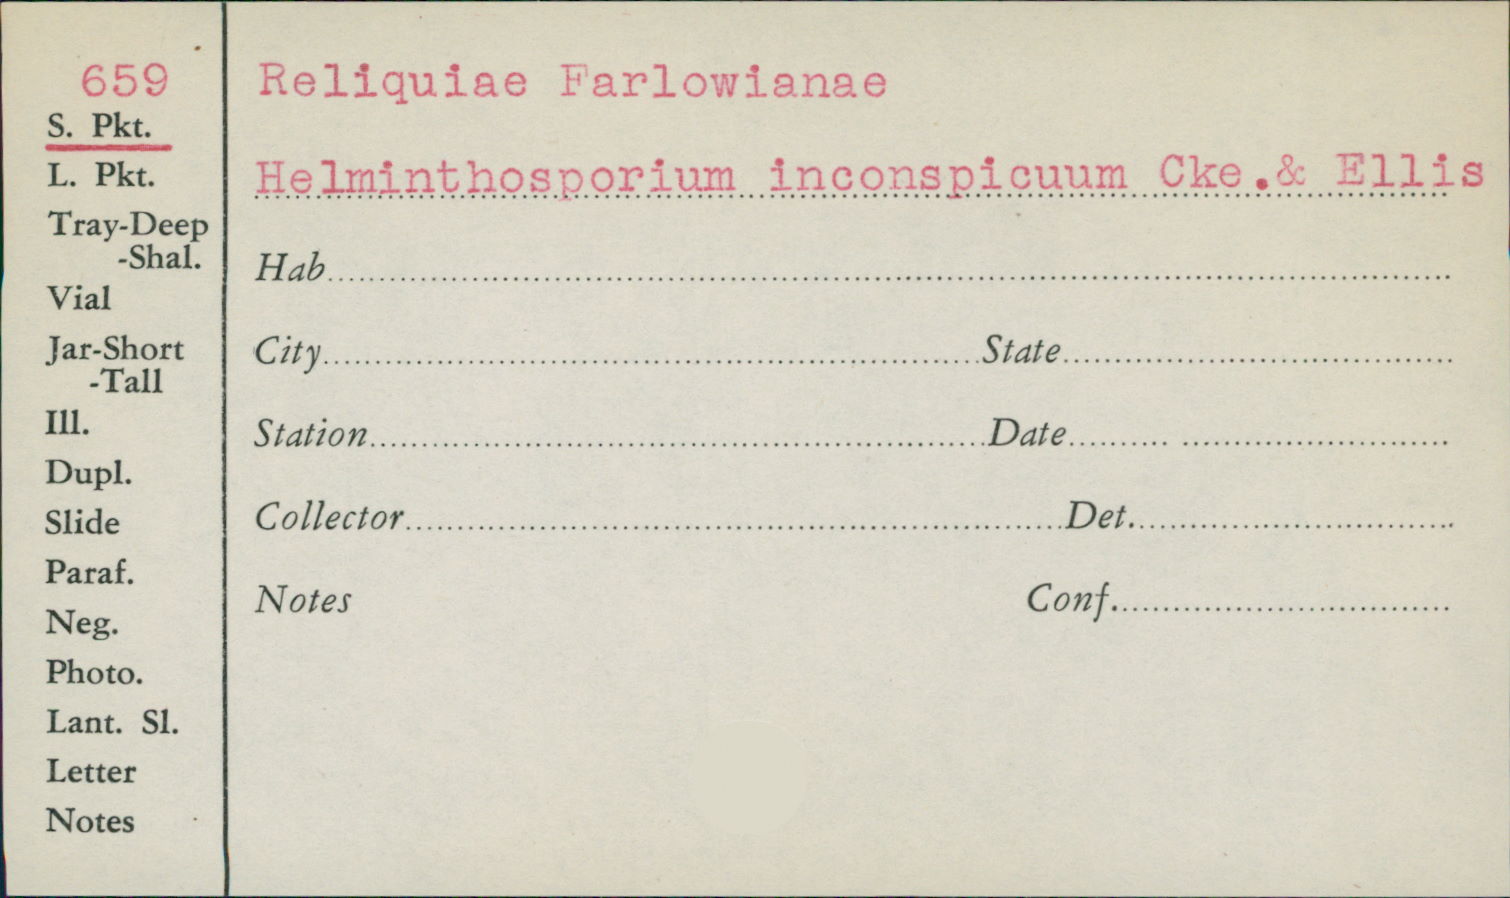 659
S. Pkt.
L. Pkt.
Tray-Deep
-Shal.
Vial
Jar-Short
-Tall
Ill.
Dupl.
Slide
Paraf.
Neg.
Photo.
Lant. Sl.
Letter
Notes
Reliquiae Farlowianae
Helminthosporium inconspicuum Cke.& Ellis
Hab
City State
Station Date
Collector Det.
Notes Conf.